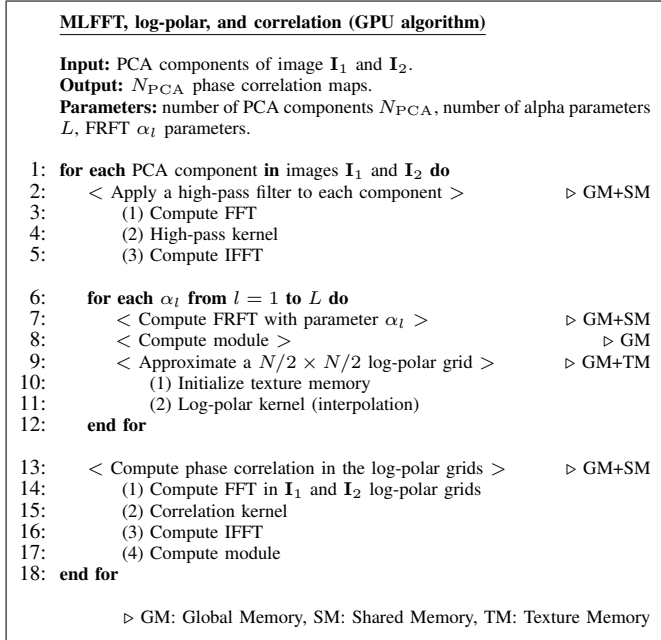 MLFFT, log-polar, and correlation (GPU algorithm)
Input: PCA components of image I₁ and I₂.
Output: N_PCA phase correlation maps.
Parameters: number of PCA components N_PCA, number of alpha parameters
L, FRFT α_l parameters.
1: for each PCA component in images I₁ and I₂ do
2: < Apply a high-pass filter to each component > ▷ GM+SM
3: (1) Compute FFT
4: (2) High-pass kernel
5: (3) Compute IFFT
6: for each α_l from l = 1 to L do
7: < Compute FRFT with parameter α_l > ▷ GM+SM
8: < Compute module > ▷ GM
9: < Approximate a N/2 × N/2 log-polar grid > ▷ GM+TM
10: (1) Initialize texture memory
11: (2) Log-polar kernel (interpolation)
12: end for
13: < Compute phase correlation in the log-polar grids > ▷ GM+SM
14: (1) Compute FFT in I₁ and I₂ log-polar grids
15: (2) Correlation kernel
16: (3) Compute IFFT
17: (4) Compute module
18: end for
▷ GM: Global Memory, SM: Shared Memory, TM: Texture Memory